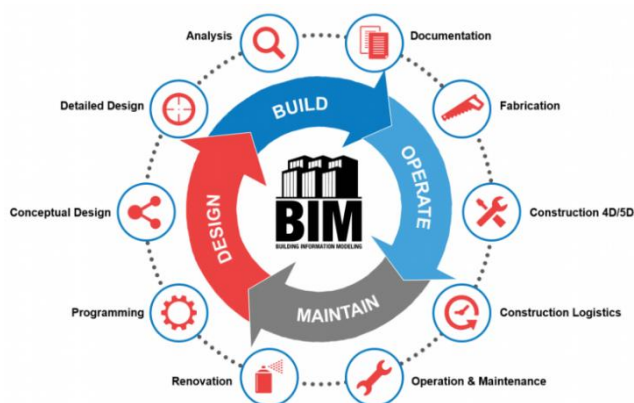 Analysis
Documentation
Detailed Design
Fabrication
BUILD
OPERATE
Conceptual Design
DESIGN
BIM
BUILDING INFORMATION MODELING
Construction 4D/5D
MAINTAIN
Programming
Construction Logistics
Renovation
Operation & Maintenance